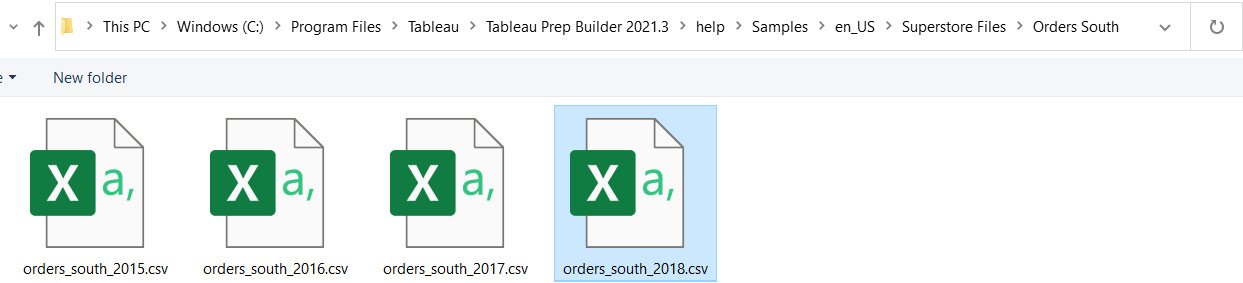 This PC > Windows (C:) > Program Files > Tableau > Tableau Prep Builder 2021.3 > help > Samples > en_US > Superstore Files > Orders South
e New folder
X a, X a, X a, X a,
orders_south_2015.csv orders_south_2016.csv orders_south_2017.csv orders_south_2018.csv